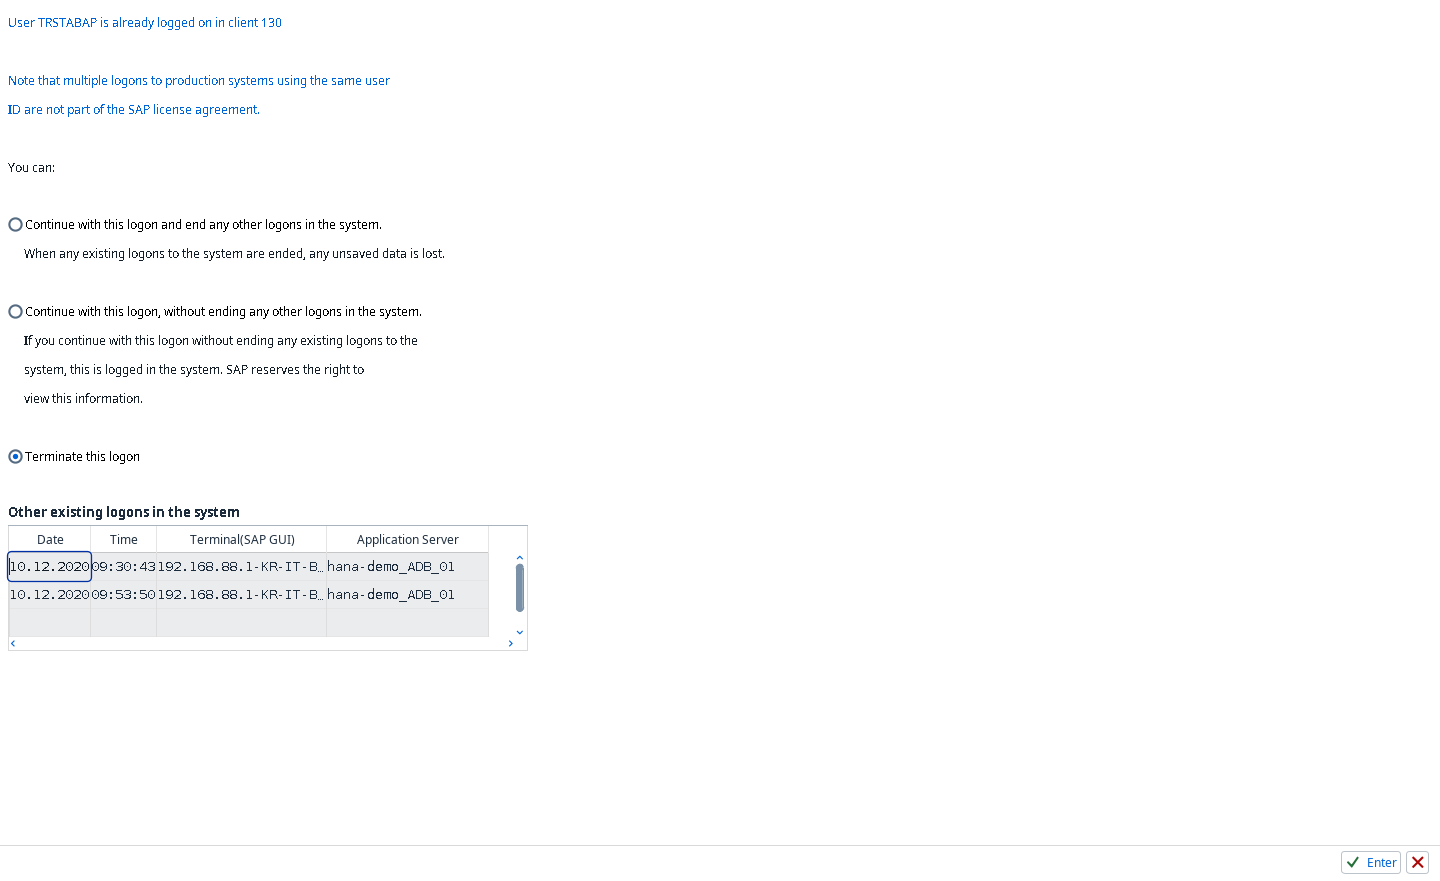 User TRSTABAP is already logged on in client 130
Note that multiple logons to production systems using the same user
ID are not part of the SAP license agreement.
You can:
Continue with this logon and end any other logons in the system.
When any existing logons to the system are ended, any unsaved data is lost.
Continue with this logon, without ending any other logons in the system.
If you continue with this logon without ending any existing logons to the
system, this is logged in the system. SAP reserves the right to
view this information.
Terminate this logon
Other existing logons in the system
Date Time Terminal(SAP GUI) Application Server
10.12.2020 09:30:43 192.168.88.1-KR-IT-B... hana-demo_ADB_01
10.12.2020 09:53:50 192.168.88.1-KR-IT-B... hana-demo_ADB_01
Enter